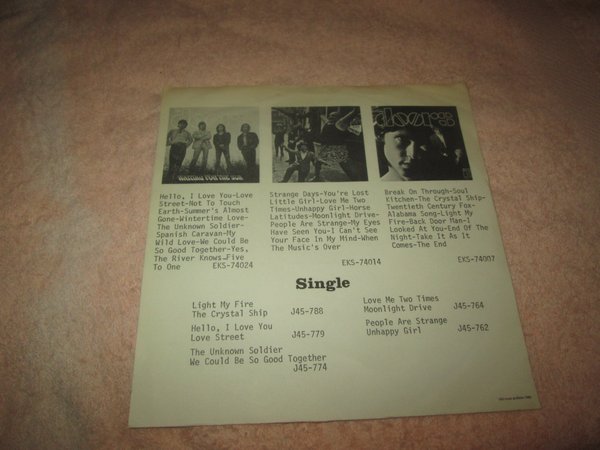 WAITING FOR THE SUN
doors
Hello, I Love You-Love
Street-Not To Touch
Earth-Summer's Almost
Gone-Wintertime Love-
The Unknown Soldier-
Spanish Caravan-My
Wild Love-We Could Be
So Good Together-Yes,
The River Knows-Five
To One EKS-74024
Strange Days-You're Lost
Little Girl-Love Me Two
Times-Unhappy Girl-Horse
Latitudes-Moonlight Drive-
People Are Strange-My Eyes
Have Seen You-I Can't See
Your Face In My Mind-When
The Music's Over
EKS-74014
Break On Through-Soul
Kitchen-The Crystal Ship-
Twentieth Century Fox-
Alabama Song-Light My
Fire-Back Door Man-I
Looked At You-End Of The
Night-Take It As It
Comes-The End
EKS-74007
Single
Light My Fire
The Crystal Ship J45-788
Hello, I Love You
Love Street J45-779
The Unknown Soldier
We Could Be So Good Together
J45-774
Love Me Two Times
Moonlight Drive J45-764
People Are Strange
Unhappy Girl J45-762